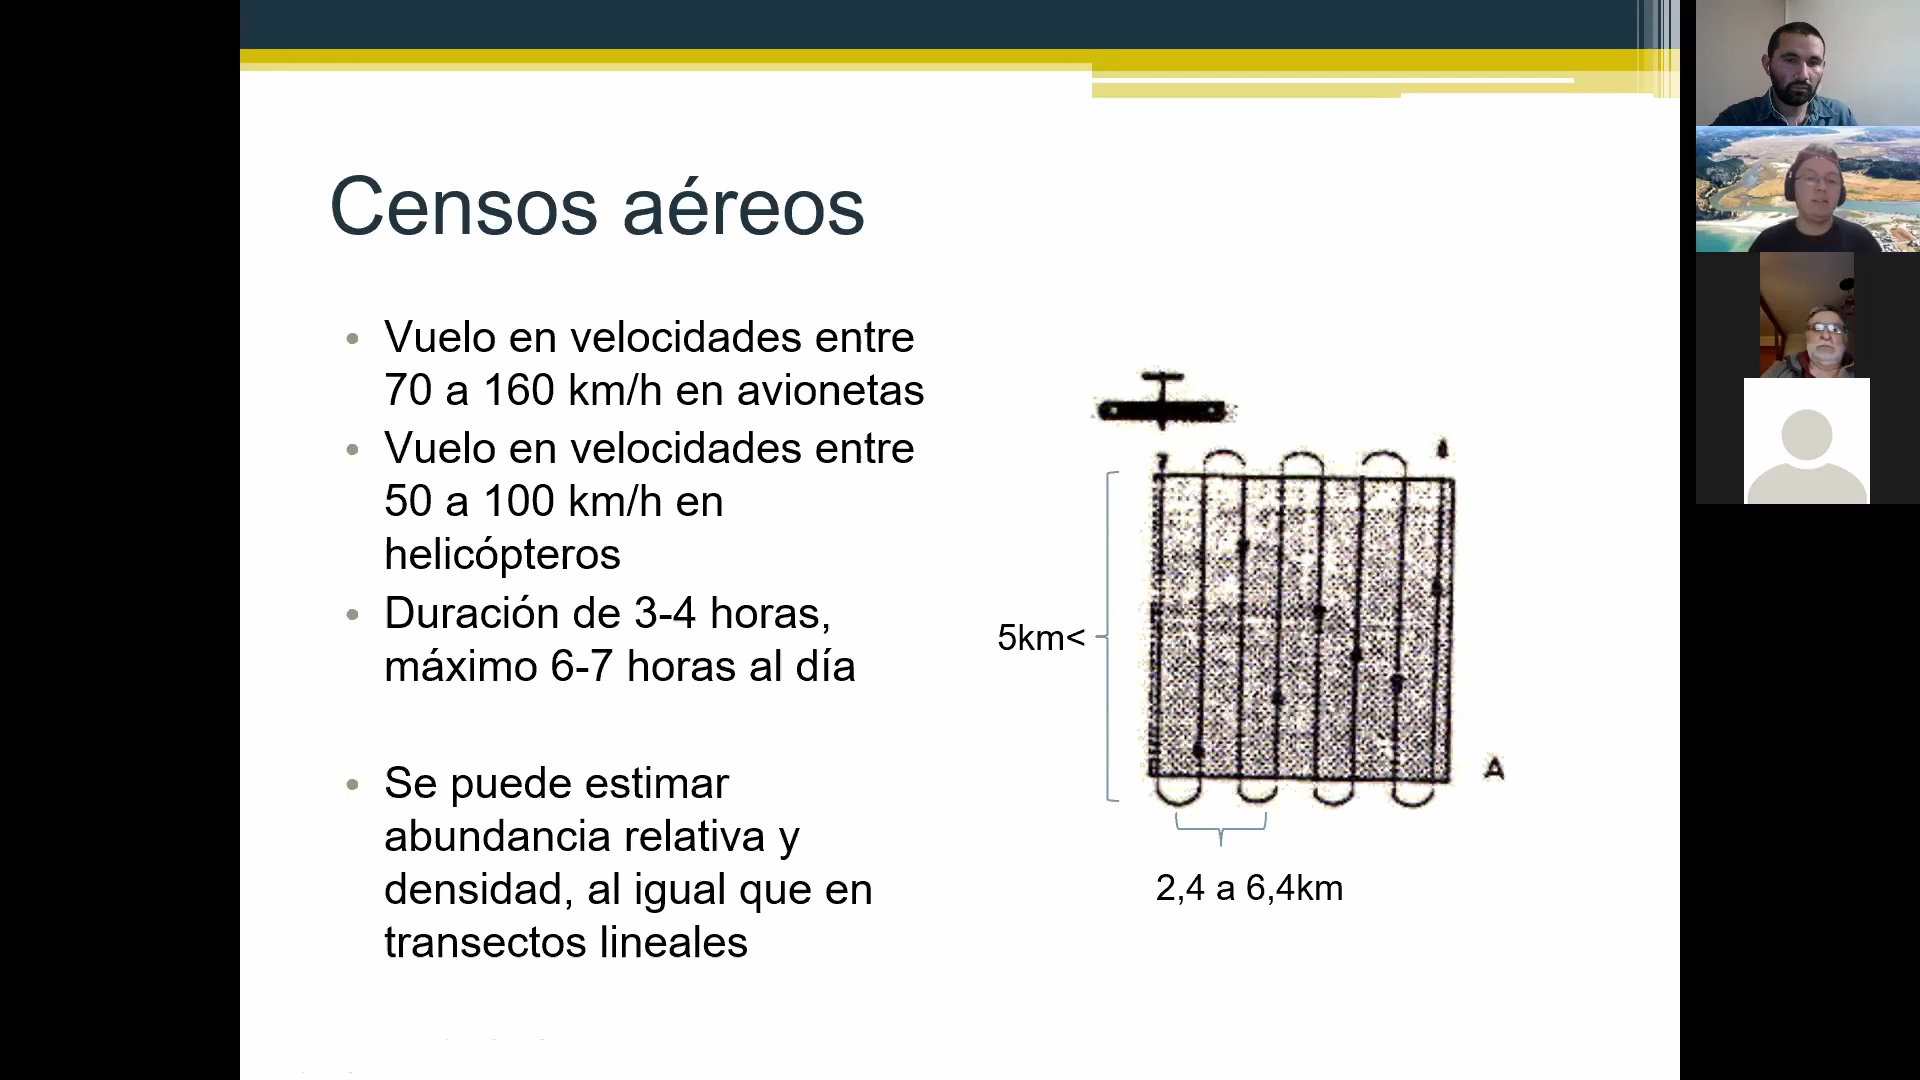 Censos aéreos
• Vuelo en velocidades entre
70 a 160 km/h en avionetas
• Vuelo en velocidades entre
50 a 100 km/h en
helicópteros
• Duración de 3-4 horas,
máximo 6-7 horas al día
• Se puede estimar
abundancia relativa y
densidad, al igual que en
transectos lineales
5km<
A
2,4 a 6,4km